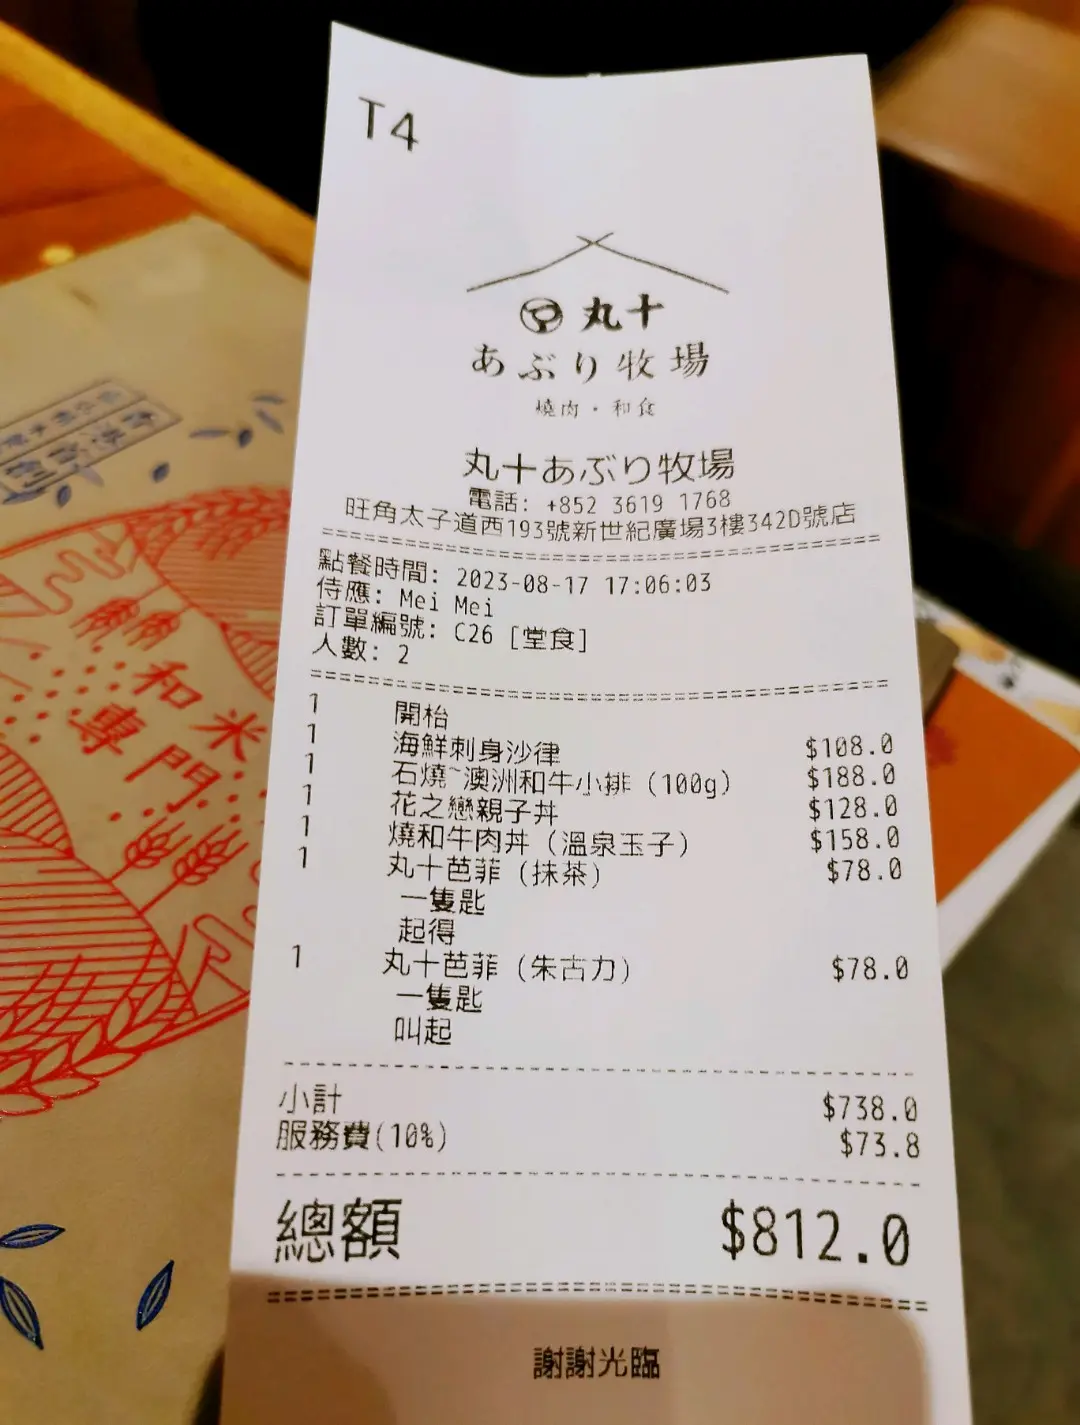 T4
丸十
あぶり牧場
燒肉・和食
丸十あぶり牧場
電話: +852 3619 1768
旺角太子道西193號新世紀廣場3樓342D號店
點餐時間: 2023-08-17 17:06:03
侍應: Mei Mei
訂單編號: C26 [堂食]
人數: 2
1 開枱
1 海鮮刺身沙律 $108.0
1 石燒~澳洲和牛小排 (100g) $188.0
1 花之戀親子丼 $128.0
1 燒和牛肉丼 (溫泉玉子) $158.0
1 丸十芭菲 (抹茶) $78.0
一隻匙
起得
1 丸十芭菲 (朱古力) $78.0
一隻匙
叫起
小計 $738.0
服務費(10%) $73.8
總額 $812.0
謝謝光臨
和米
專門